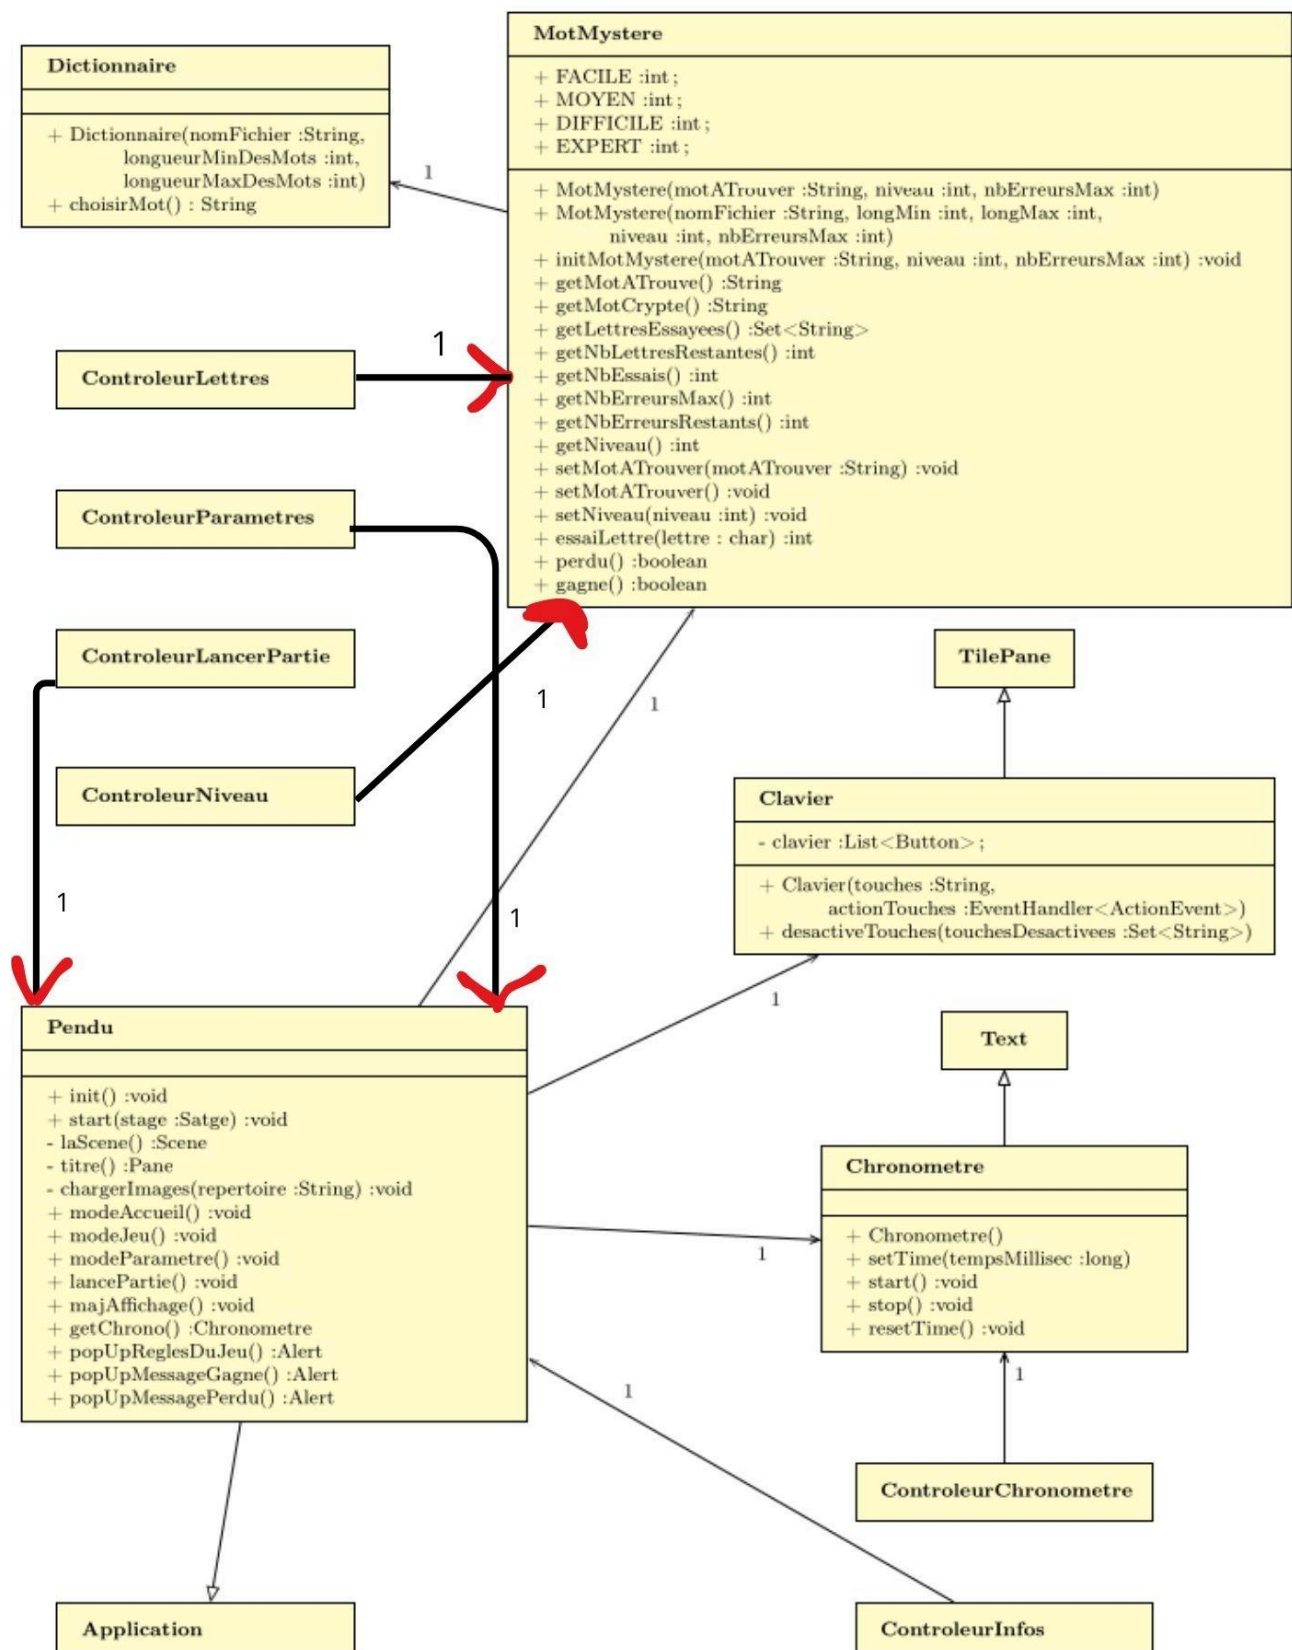 Dictionnaire
+ Dictionnaire(nomFichier :String,
longueurMinDesMots :int,
longueurMaxDesMots :int)
+ choisirMot() : String
1
MotMystere
+ FACILE :int ;
+ MOYEN :int ;
+ DIFFICILE :int ;
+ EXPERT :int ;
+ MotMystere(motATrouver :String, niveau :int, nbErreursMax :int)
+ MotMystere(nomFichier :String, longMin :int, longMax :int,
niveau :int, nbErreursMax :int)
+ initMotMystere(motATrouver :String, niveau :int, nbErreursMax :int) :void
+ getMotATrouve() :String
+ getMotCrypte() :String
+ getLettresEssayees() :Set<String>
+ getNbLettresRestantes() :int
+ getNbEssais() :int
+ getNbErreursMax() :int
+ getNbErreursRestants() :int
+ getNiveau() :int
+ setMotATrouver(motATrouver :String) :void
+ setMotATrouver() :void
+ setNiveau(niveau :int) :void
+ essaiLettre(lettre : char) :int
+ perdu() :boolean
+ gagne() :boolean
1
ControleurLettres
ControleurParametres
ControleurLancerPartie
ControleurNiveau
1
1
TilePane
Clavier
- clavier :List<Button> ;
+ Clavier(touches :String,
actionTouches :EventHandler<ActionEvent>)
+ desactiveTouches(touchesDesactivees :Set<String>)
1
1
1
Pendu
+ init() :void
+ start(stage :Satge) :void
- laScene() :Scene
- titre() :Pane
- chargerImages(repertoire :String) :void
+ modeAccueil() :void
+ modeJeu() :void
+ modeParametre() :void
+ lancePartie() :void
+ majAffichage() :void
+ getChrono() :Chronometre
+ popUpReglesDuJeu() :Alert
+ popUpMessageGagne() :Alert
+ popUpMessagePerdu() :Alert
Text
Chronometre
+ Chronometre()
+ setTime(tempsMillisec :long)
+ start() :void
+ stop() :void
+ resetTime() :void
1
1
1
ControleurChronometre
Application
ControleurInfos